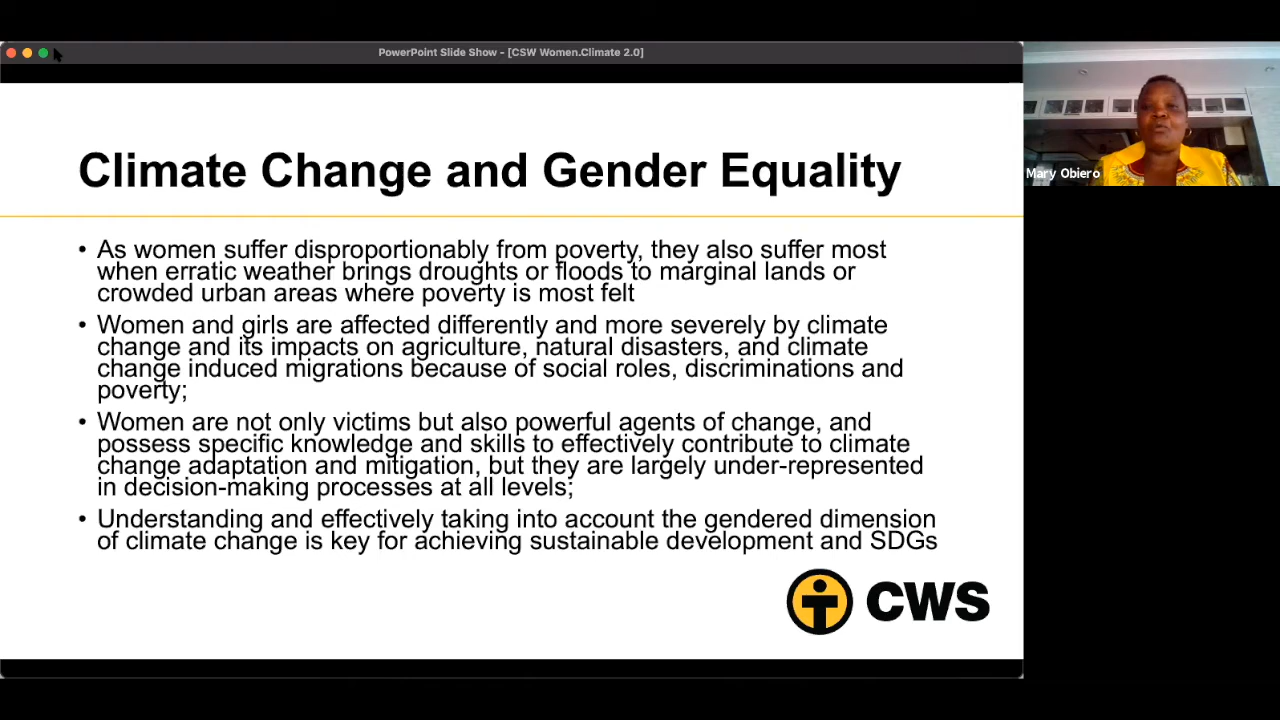 PowerPoint Slide Show - [CSW Women.Climate 2.0]
Climate Change and Gender Equality
• As women suffer disproportionably from poverty, they also suffer most
when erratic weather brings droughts or floods to marginal lands or
crowded urban areas where poverty is most felt
• Women and girls are affected differently and more severely by climate
change and its impacts on agriculture, natural disasters, and climate
change induced migrations because of social roles, discriminations and
poverty;
• Women are not only victims but also powerful agents of change, and
possess specific knowledge and skills to effectively contribute to climate
change adaptation and mitigation, but they are largely under-represented
in decision-making processes at all levels;
• Understanding and effectively taking into account the gendered dimension
of climate change is key for achieving sustainable development and SDGs
CWS
Mary Obiero